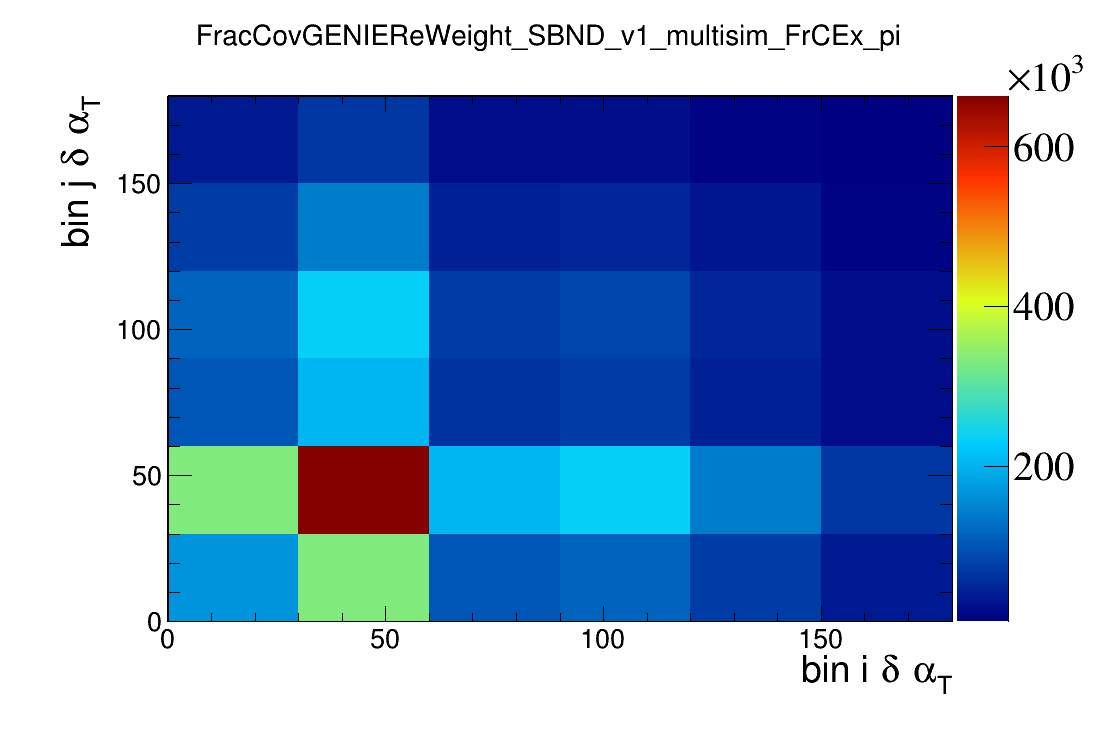 FracCovGENIEReWeight_SBND_v1_multisim_FrCEx_pi
×10³
bin j δ α_T
150
100
50
0
0 50 100 150
bin i δ α_T
600
400
200